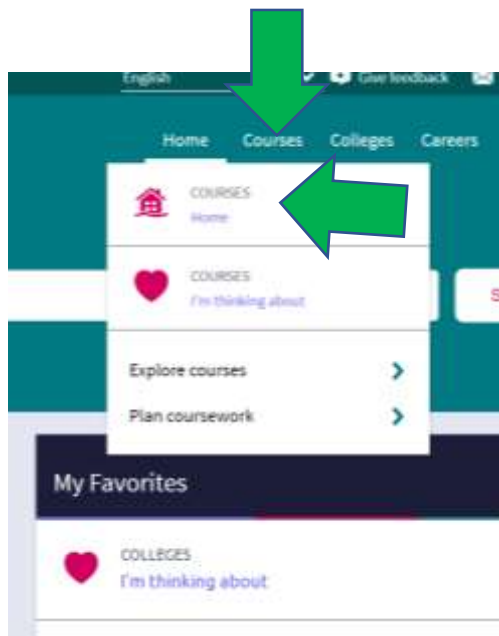 English Give feedback
Home Courses Colleges Careers
COURSES
Home
COURSES
I'm thinking about
S
Explore courses
Plan coursework
My Favorites
COLLEGES
I'm thinking about